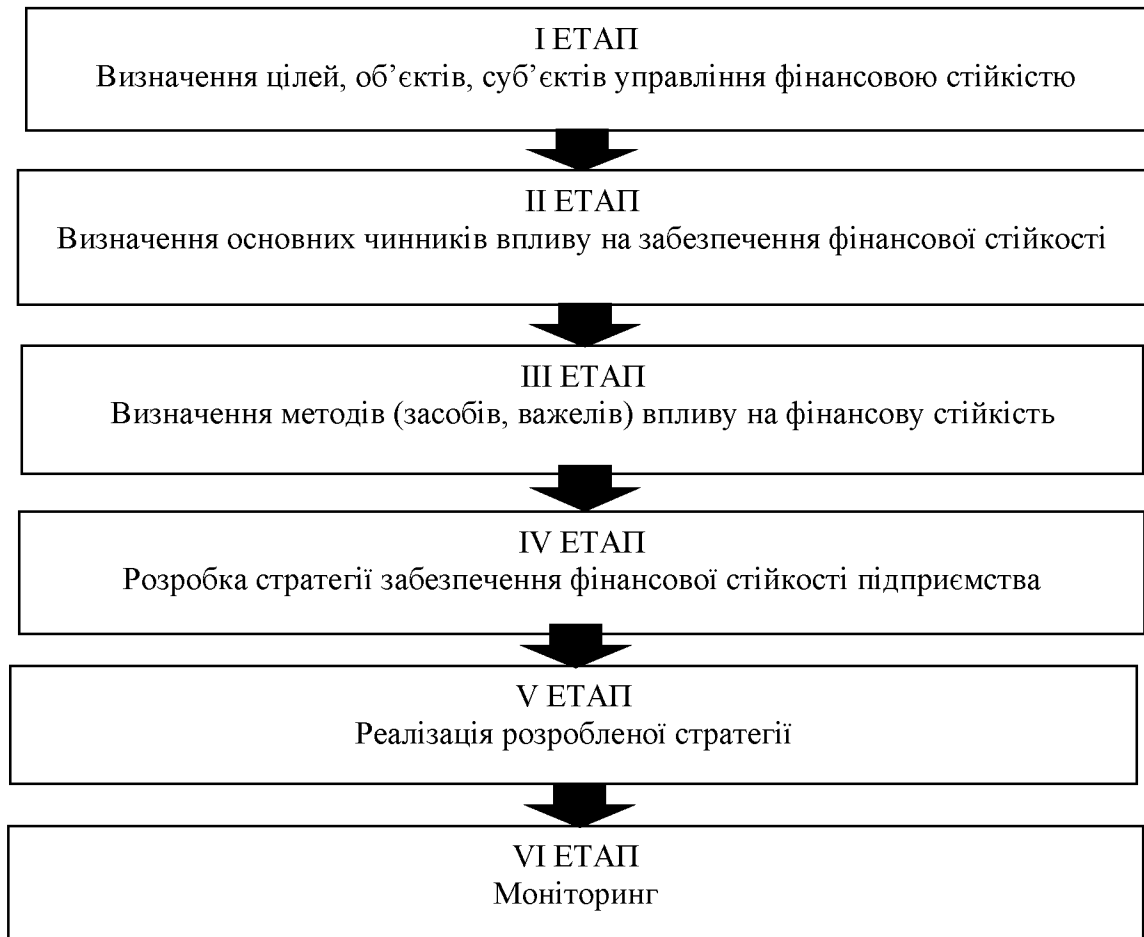 І ЕТАП
Визначення цілей, об’єктів, суб’єктів управління фінансовою стійкістю
ІІ ЕТАП
Визначення основних чинників впливу на забезпечення фінансової стійкості
ІІІ ЕТАП
Визначення методів (засобів, важелів) впливу на фінансову стійкість
IV ЕТАП
Розробка стратегії забезпечення фінансової стійкості підприємства
V ЕТАП
Реалізація розробленої стратегії
VI ЕТАП
Моніторинг